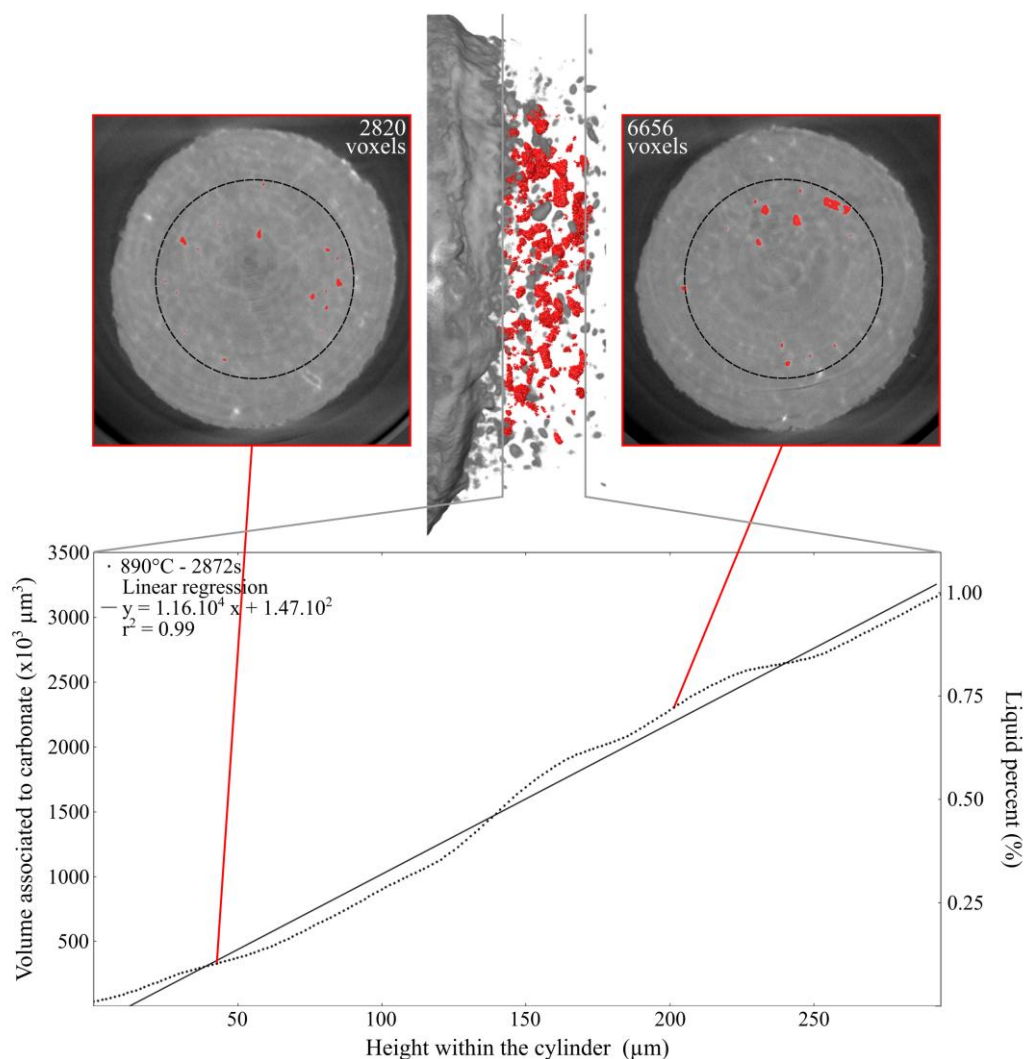 2820
voxels
6656
voxels
3500
3000
2500
2000
1500
1000
500
Volume associated to carbonate (x10³ µm³)
· 890°C - 2872s
Linear regression
— y = 1.16.10⁴ x + 1.47.10²
r² = 0.99
1.00
0.75
0.50
0.25
Liquid percent (%)
50
100
150
200
250
Height within the cylinder (µm)